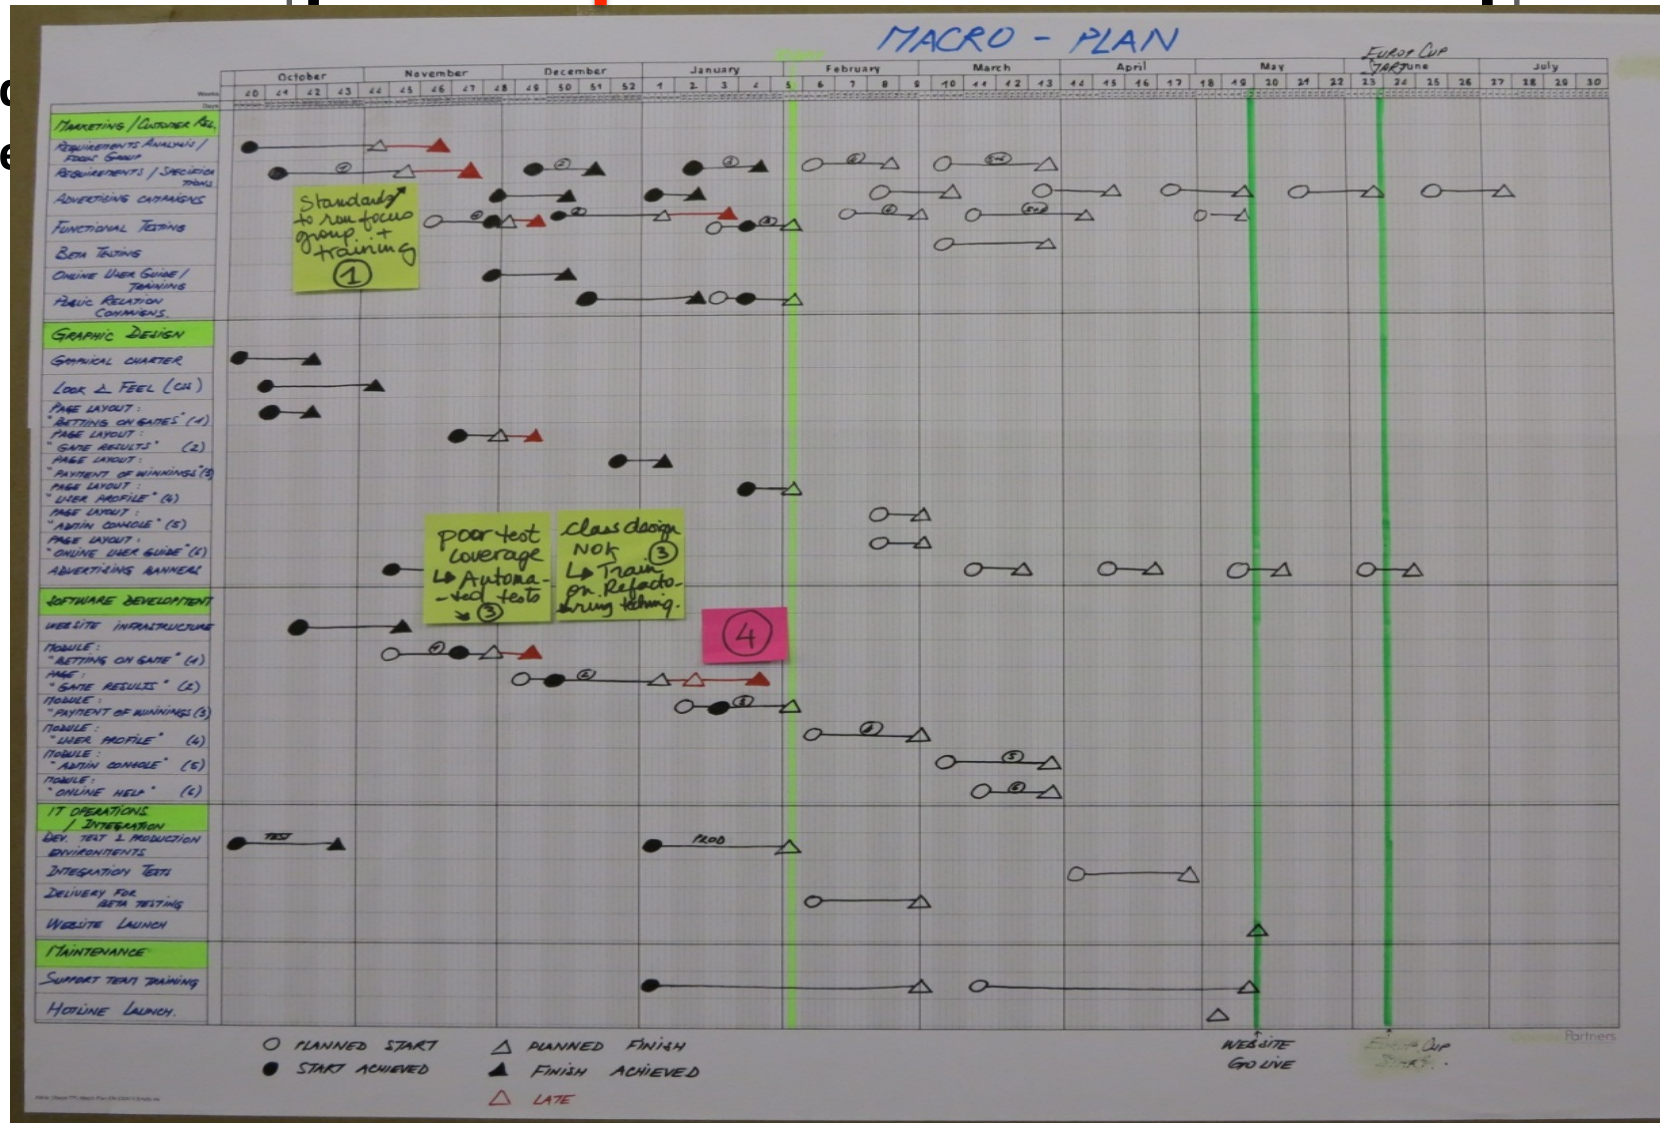 MACRO - PLAN
EURO CUP
START
October November December January February March April May June July
Weeks 40 41 42 43 44 45 46 47 48 49 50 51 52 1 2 3 4 5 6 7 8 9 10 11 12 13 14 15 16 17 18 19 20 21 22 23 24 25 26 27 28 29 30
Days
MARKETING / CUSTOMER REL.
REQUIREMENTS ANALYSIS /
FOCUS GROUP
REQUIREMENTS / SPECIFICA
TIONS
ADVERTISING CAMPAIGNS
FUNCTIONAL TESTING
BETA TESTING
ONLINE USER GUIDE /
TRAINING
PUBLIC RELATION
Standards
to run focus
group +
training
1
GRAPHIC DESIGN
GRAPHICAL CHARTER
LOOK & FEEL
PAGE LAYOUT :
"BETTING ON GAMES" (1)
PAGE LAYOUT :
"GAME RESULTS" (2)
PAGE LAYOUT :
"PAYMENT OF WINNINGS" (3)
PAGE LAYOUT :
"USER PROFILE" (4)
PAGE LAYOUT :
"ADMIN CONSOLE" (5)
PAGE LAYOUT :
"ONLINE USER GUIDE" (6)
ADVERTISING BANNERS
poor test
coverage
↳ Automa-
-ted tests
3
class design
NOK 3
↳ Train
on Refacto-
-ring
4
SOFTWARE DEVELOPMENT
WEBSITE INFRASTRUCTURE
MODULE :
"BETTING ON GAME" (1)
PAGE :
"GAME RESULTS" (2)
MODULE :
"PAYMENT OF WINNINGS (3)
MODULE :
"USER PROFILE" (4)
MODULE :
"ADMIN CONSOLE" (5)
MODULE :
"ONLINE HELP" (6)
IT OPERATIONS
/ INTEGRATION
DEV. TEST & PRODUCTION
ENVIRONMENTS
TEST
PROD
INTEGRATION TESTS
DELIVERY FOR
BETA TESTING
WEBSITE LAUNCH
MAINTENANCE
SUPPORT TEAM TRAINING
HOTLINE LAUNCH.
PLANNED START
START ACHIEVED
PLANNED FINISH
FINISH ACHIEVED
LATE
WEBSITE
GO LIVE
EURO CUP
START
Partners